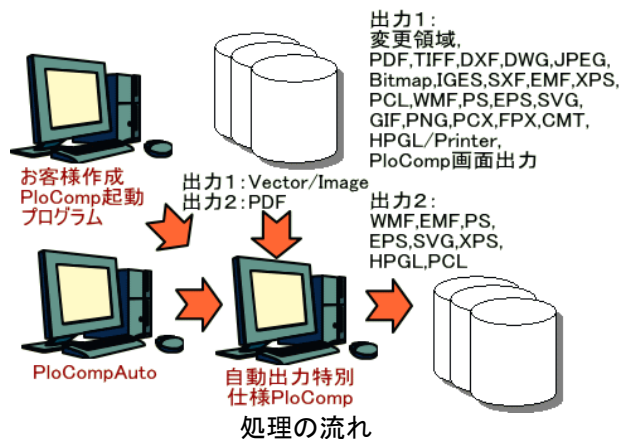 出力1:
変更領域,
PDF,TIFF,DXF,DWG,JPEG,
Bitmap,IGES,SXF,EMF,XPS,
PCL,WMF,PS,EPS,SVG,
GIF,PNG,PCX,FPX,CMT,
HPGL/Printer,
PloComp画面出力
お客様作成
PloComp起動
プログラム
出力1:Vector/Image
出力2:PDF
出力2:
WMF,EMF,PS,
EPS,SVG,XPS,
HPGL,PCL
PloCompAuto
自動出力特別
仕様PloComp
処理の流れ